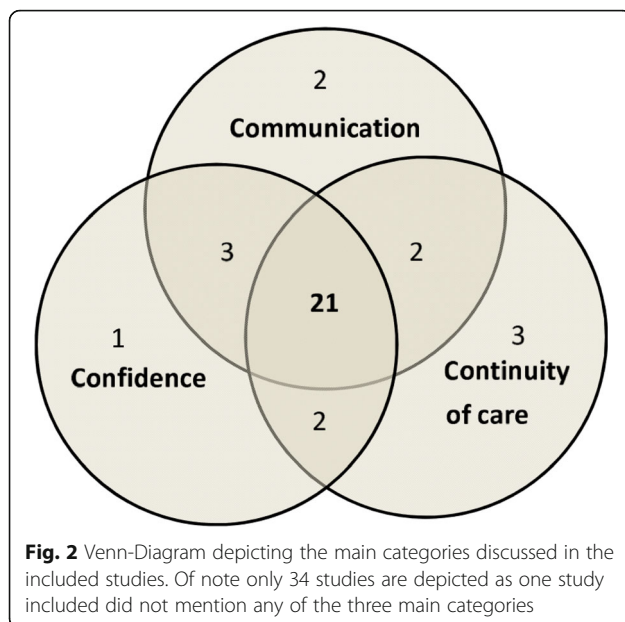 2
Communication
3
2
21
1
Confidence
3
Continuity
of care
2
Fig. 2 Venn-Diagram depicting the main categories discussed in the
included studies. Of note only 34 studies are depicted as one study
included did not mention any of the three main categories